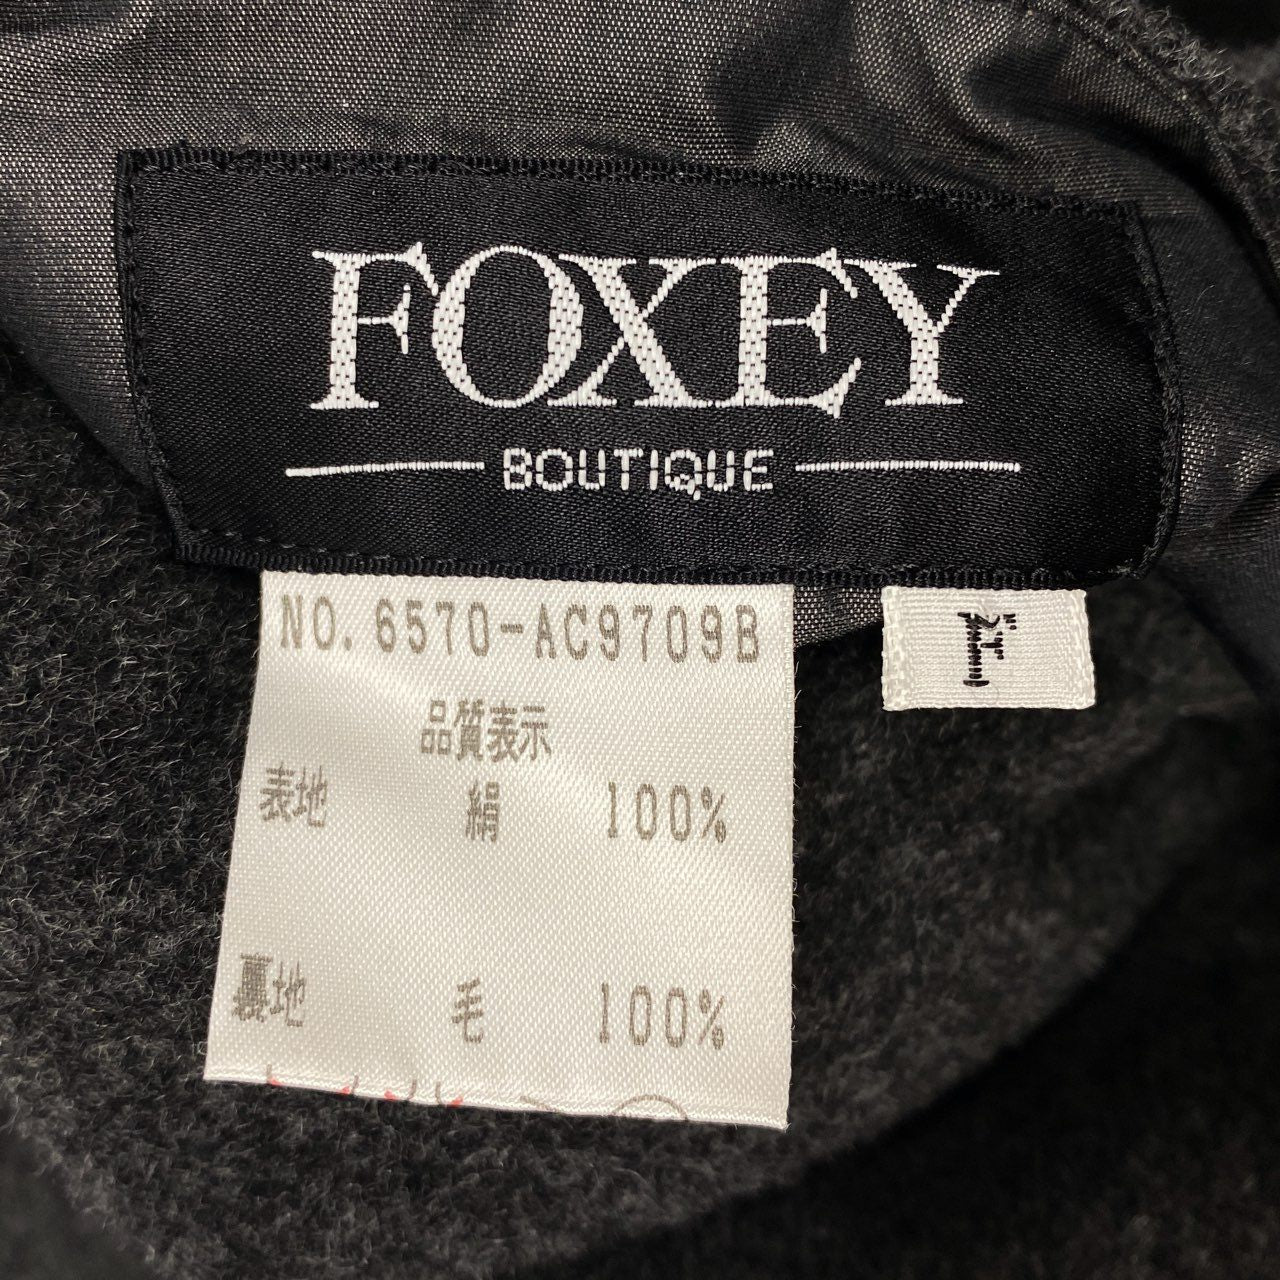 FOXEY
BOUTIQUE
NO. 6570-AC9709B
F
品質表示
表地 絹 100%
裏地 毛 100%